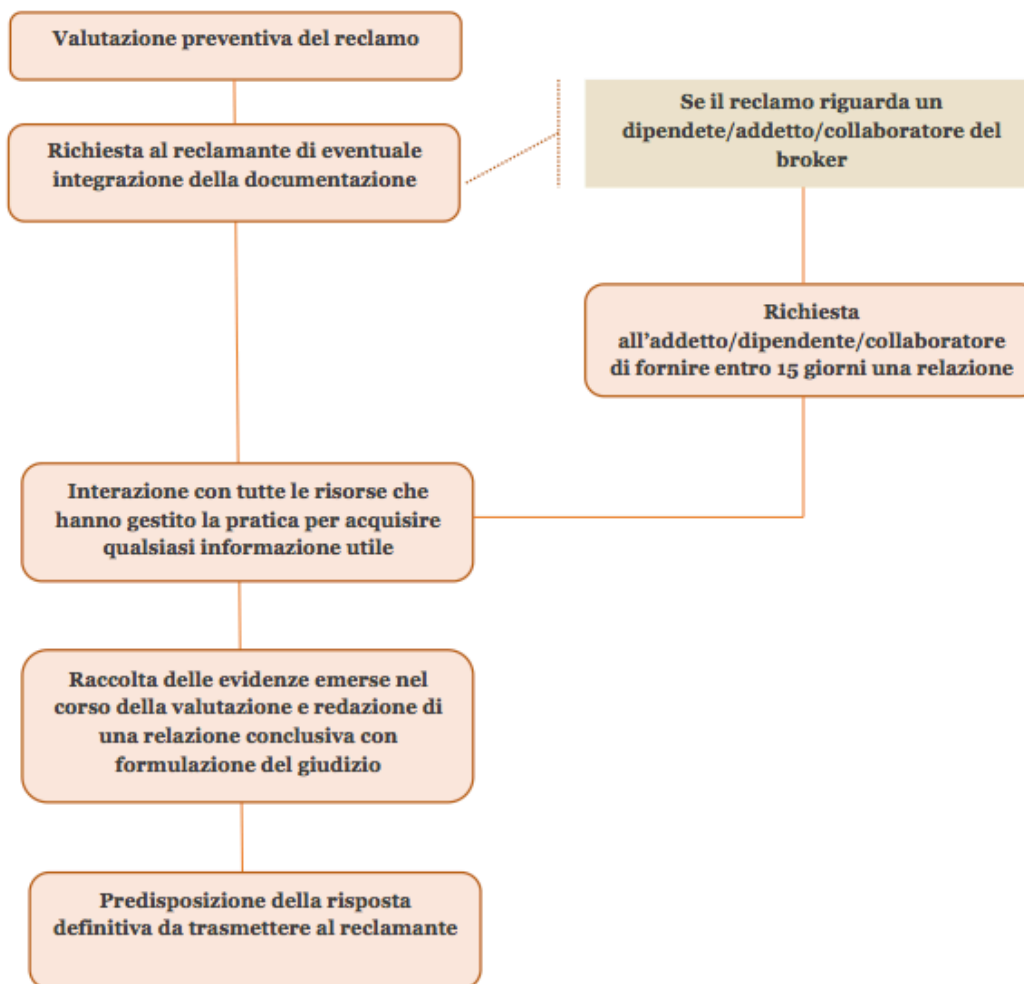 Valutazione preventiva del reclamo
Richiesta al reclamante di eventuale
integrazione della documentazione
Se il reclamo riguarda un
dipendete/addetto/collaboratore del
broker
Richiesta
all'addetto/dipendente/collaboratore
di fornire entro 15 giorni una relazione
Interazione con tutte le risorse che
hanno gestito la pratica per acquisire
qualsiasi informazione utile
Raccolta delle evidenze emerse nel
corso della valutazione e redazione di
una relazione conclusiva con
formulazione del giudizio
Predisposizione della risposta
definitiva da trasmettere al reclamante